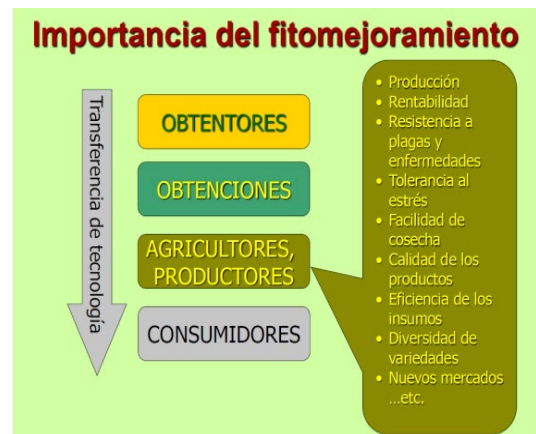 Importancia del fitomejoramiento
Transferencia de tecnología
OBTENTORES
OBTENCIONES
AGRICULTORES,
PRODUCTORES
CONSUMIDORES
• Producción
• Rentabilidad
• Resistencia a
plagas y
enfermedades
• Tolerancia al
estrés
• Facilidad de
cosecha
• Calidad de los
productos
• Eficiencia de los
insumos
• Diversidad de
variedades
• Nuevos mercados
...etc.